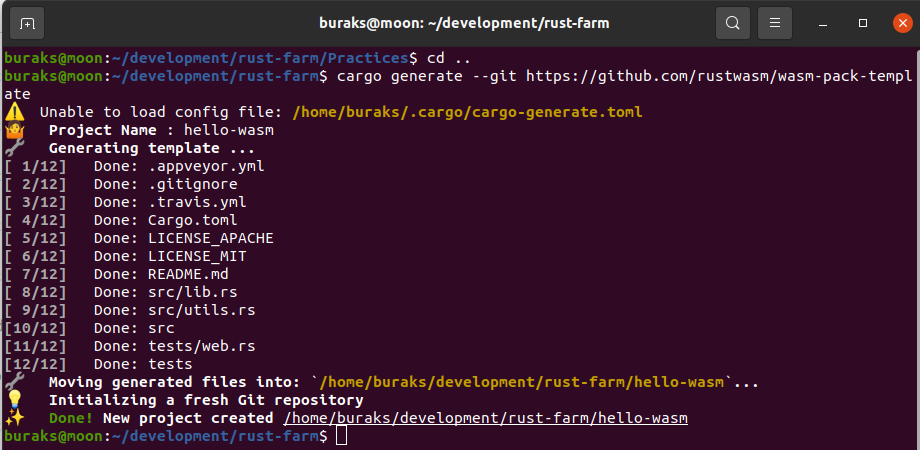 buraks@moon: ~/development/rust-farm
buraks@moon:~/development/rust-farm/Practices$ cd ..
buraks@moon:~/development/rust-farm$ cargo generate --git https://github.com/rustwasm/wasm-pack-templ
ate
⚠️  Unable to load config file: /home/buraks/.cargo/cargo-generate.toml
🤷   Project Name : hello-wasm
🔧   Generating template ...
[ 1/12]   Done: .appveyor.yml
[ 2/12]   Done: .gitignore
[ 3/12]   Done: .travis.yml
[ 4/12]   Done: Cargo.toml
[ 5/12]   Done: LICENSE_APACHE
[ 6/12]   Done: LICENSE_MIT
[ 7/12]   Done: README.md
[ 8/12]   Done: src/lib.rs
[ 9/12]   Done: src/utils.rs
[10/12]   Done: src
[11/12]   Done: tests/web.rs
[12/12]   Done: tests
🔧   Moving generated files into: `/home/buraks/development/rust-farm/hello-wasm`...
💡   Initializing a fresh Git repository
✨   Done! New project created /home/buraks/development/rust-farm/hello-wasm
buraks@moon:~/development/rust-farm$